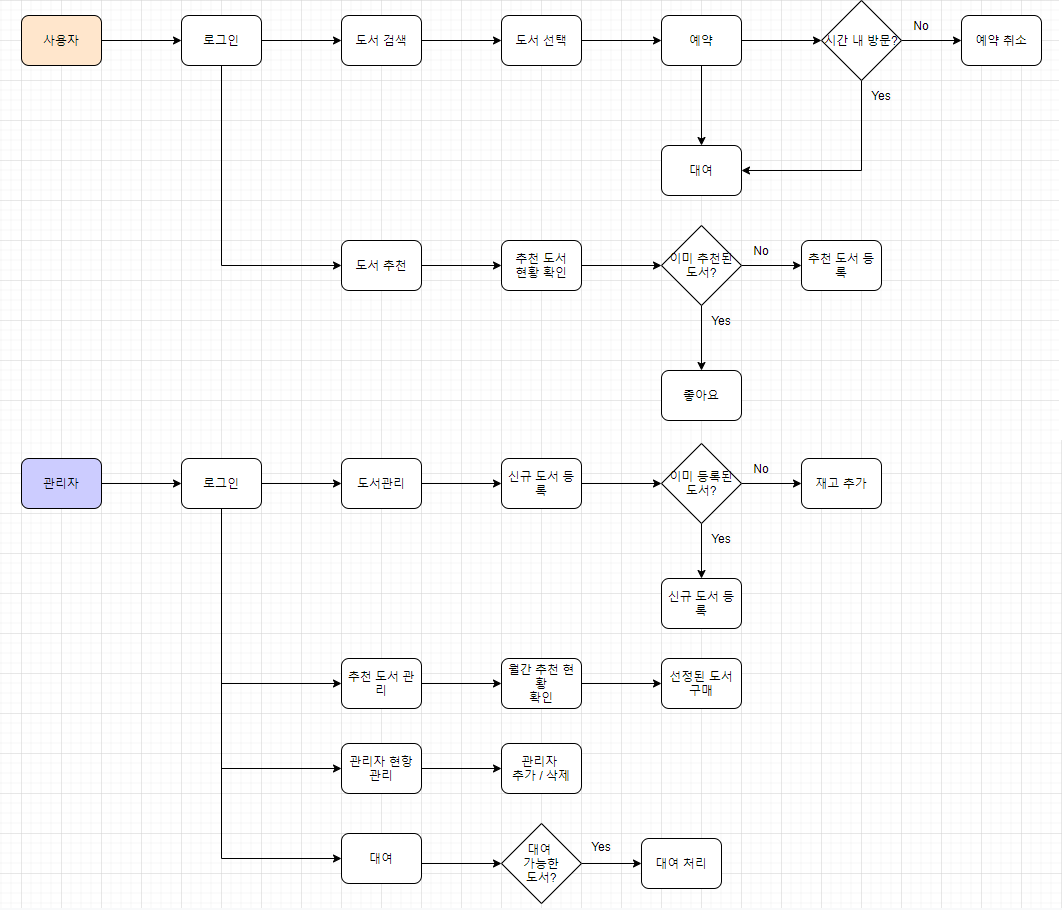 사용자
로그인
도서 검색
도서 선택
예약
시간 내 방문?
No
예약 취소
Yes
대여
도서 추천
추천 도서
현황 확인
이미 추천된
도서?
No
추천 도서 등
록
Yes
좋아요
관리자
로그인
도서관리
신규 도서 등
록
이미 등록된
도서?
No
재고 추가
Yes
신규 도서 등
록
추천 도서 관
리
월간 추천 현
황
확인
선정된 도서
구매
관리자 현황
관리
관리자
추가 / 삭제
대여
대여
가능한
도서?
Yes
대여 처리